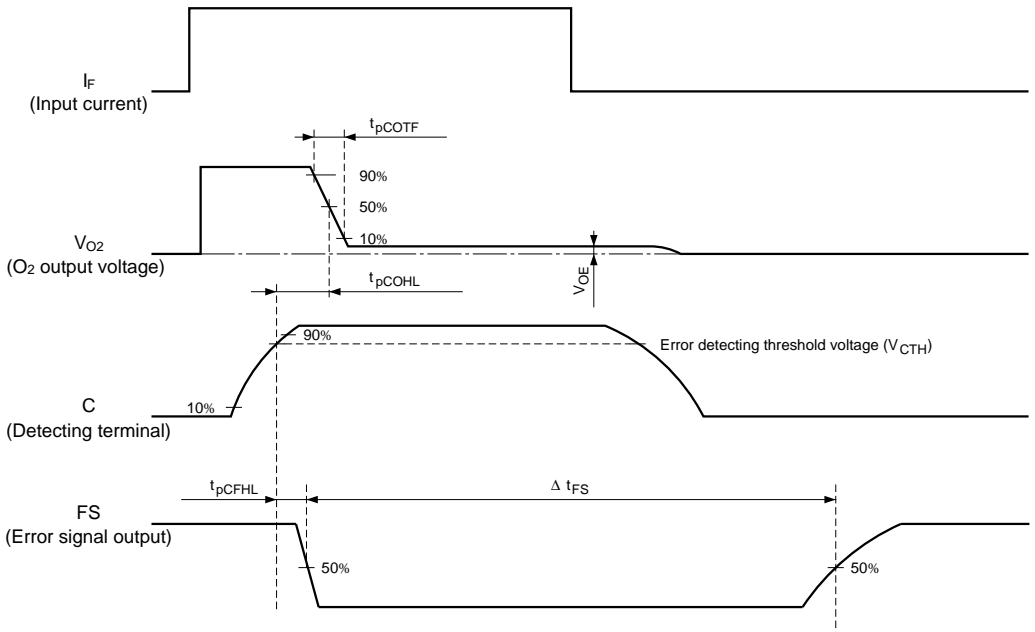 IF
(Input current)
tpCOTF
90%
50%
10%
VO2
(O2 output voltage)
VOE
tpCOHL
90%
Error detecting threshold voltage (VCTH)
10%
C
(Detecting terminal)
tpCFHL
Δ tFS
FS
(Error signal output)
50%
50%